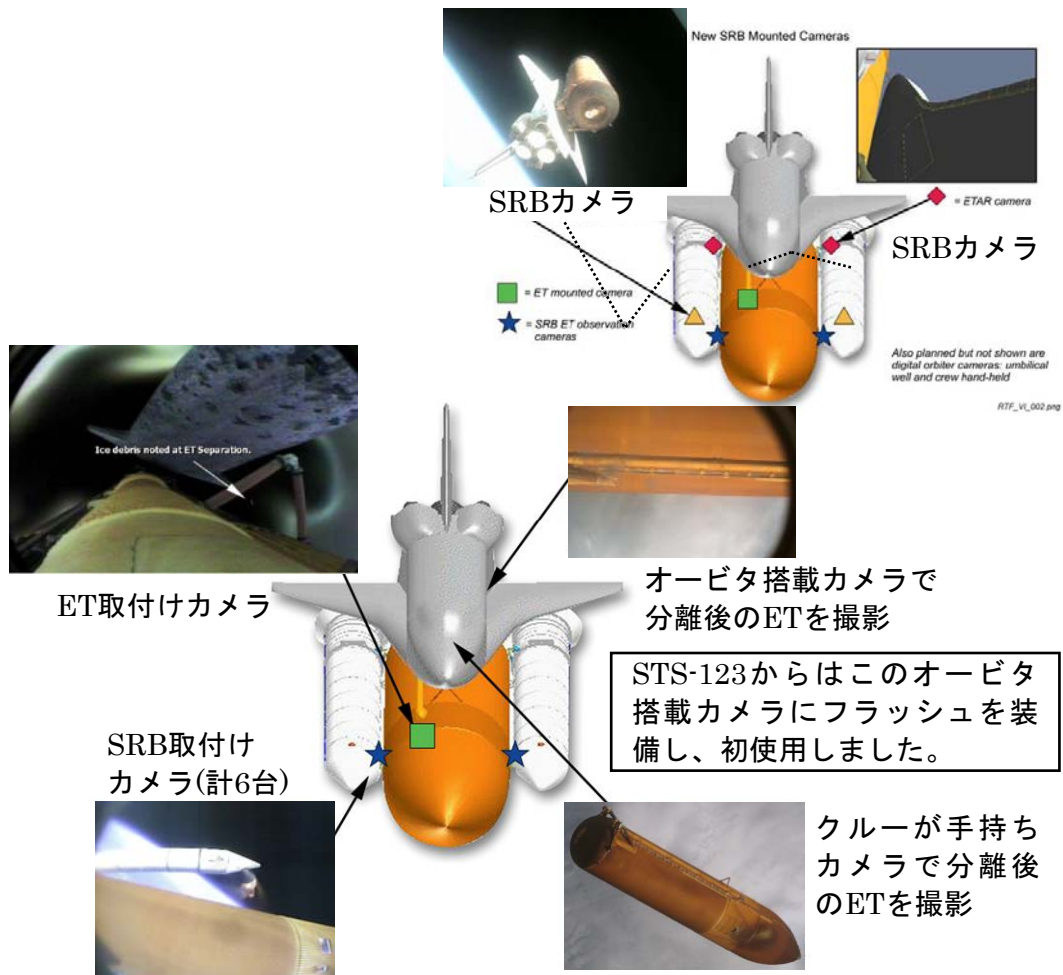 New SRB Mounted Cameras
SRBカメラ
= ETAR camera
SRBカメラ
= ET mounted camera
= SRB ET observation
cameras
Also planned but not shown are
digital orbiter cameras: umbilical
well and crew hand-held
RTF_VI_002.png
Ice debris noted at ET Separation.
ET取付けカメラ
オービタ搭載カメラで
分離後のETを撮影
STS-123からはこのオービタ
搭載カメラにフラッシュを装
備し、初使用しました。
SRB取付け
カメラ(計6台)
クルーが手持ち
カメラで分離後
のETを撮影